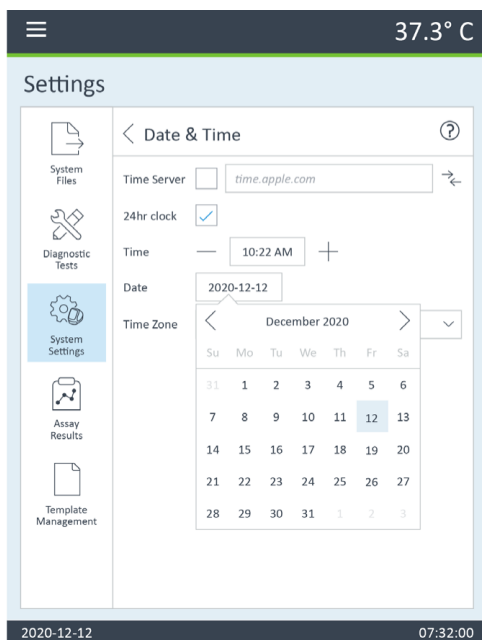 37.3° C
Settings
System
Files
Diagnostic
Tests
System
Settings
Assay
Results
Template
Management
Date & Time
?
Time Server
time.apple.com
24hr clock
Time
10:22 AM
Date
2020-12-12
Time Zone
December 2020
Su Mo Tu We Th Fr Sa
31 1 2 3 4 5 6
7 8 9 10 11 12 13
14 15 16 17 18 19 20
21 22 23 24 25 26 27
28 29 30 31 1 2 3
2020-12-12 07:32:00